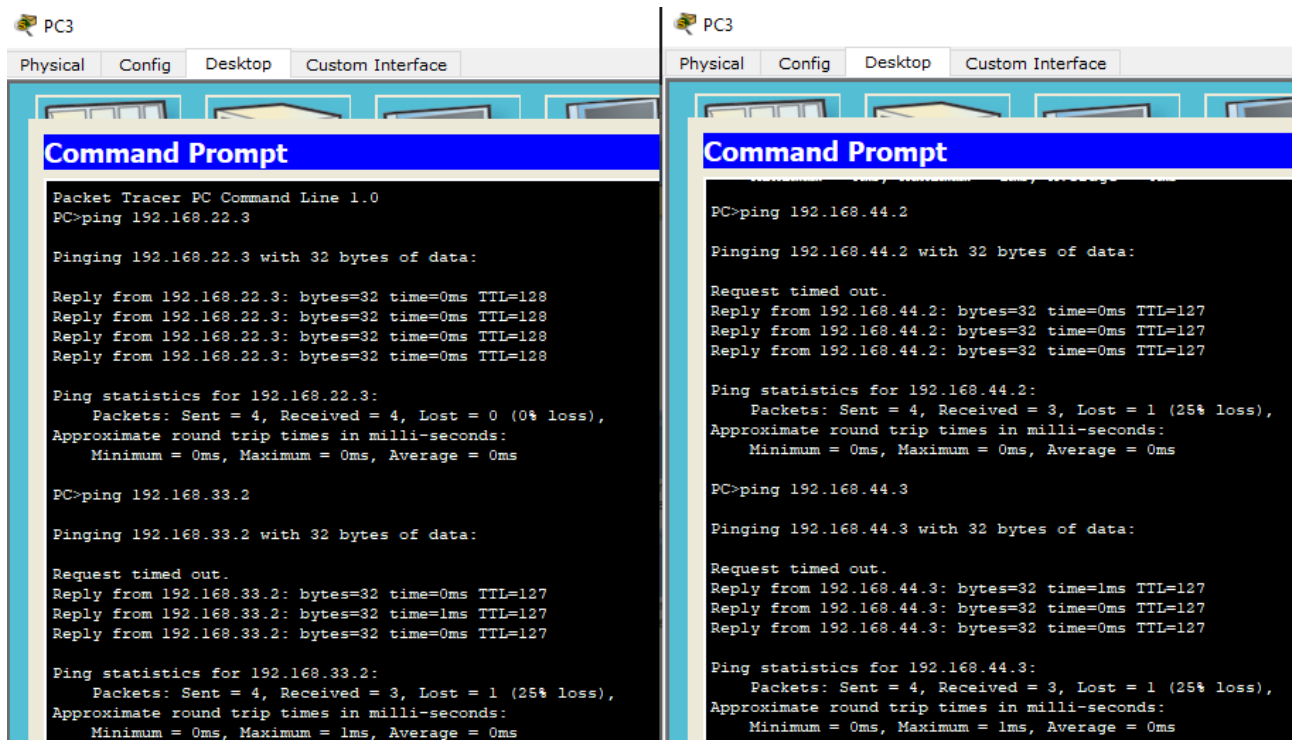 PC3
Physical Config Desktop Custom Interface
Command Prompt
Packet Tracer PC Command Line 1.0
PC>ping 192.168.22.3
Pinging 192.168.22.3 with 32 bytes of data:
Reply from 192.168.22.3: bytes=32 time=0ms TTL=128
Reply from 192.168.22.3: bytes=32 time=0ms TTL=128
Reply from 192.168.22.3: bytes=32 time=0ms TTL=128
Reply from 192.168.22.3: bytes=32 time=0ms TTL=128
Ping statistics for 192.168.22.3:
Packets: Sent = 4, Received = 4, Lost = 0 (0% loss),
Approximate round trip times in milli-seconds:
Minimum = 0ms, Maximum = 0ms, Average = 0ms
PC>ping 192.168.33.2
Pinging 192.168.33.2 with 32 bytes of data:
Request timed out.
Reply from 192.168.33.2: bytes=32 time=0ms TTL=127
Reply from 192.168.33.2: bytes=32 time=1ms TTL=127
Reply from 192.168.33.2: bytes=32 time=0ms TTL=127
Ping statistics for 192.168.33.2:
Packets: Sent = 4, Received = 3, Lost = 1 (25% loss),
Approximate round trip times in milli-seconds:
Minimum = 0ms, Maximum = 1ms, Average = 0ms
PC3
Physical Config Desktop Custom Interface
Command Prompt
PC>ping 192.168.44.2
Pinging 192.168.44.2 with 32 bytes of data:
Request timed out.
Reply from 192.168.44.2: bytes=32 time=0ms TTL=127
Reply from 192.168.44.2: bytes=32 time=0ms TTL=127
Reply from 192.168.44.2: bytes=32 time=0ms TTL=127
Ping statistics for 192.168.44.2:
Packets: Sent = 4, Received = 3, Lost = 1 (25% loss),
Approximate round trip times in milli-seconds:
Minimum = 0ms, Maximum = 0ms, Average = 0ms
PC>ping 192.168.44.3
Pinging 192.168.44.3 with 32 bytes of data:
Request timed out.
Reply from 192.168.44.3: bytes=32 time=1ms TTL=127
Reply from 192.168.44.3: bytes=32 time=0ms TTL=127
Reply from 192.168.44.3: bytes=32 time=0ms TTL=127
Ping statistics for 192.168.44.3:
Packets: Sent = 4, Received = 3, Lost = 1 (25% loss),
Approximate round trip times in milli-seconds:
Minimum = 0ms, Maximum = 1ms, Average = 0ms